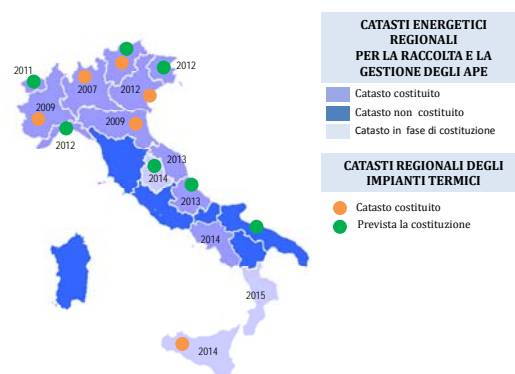 CATASTI ENERGETICI
REGIONALI
PER LA RACCOLTA E LA
GESTIONE DEGLI APE
Catasto costituito
Catasto non costituito
Catasto in fase di costituzione
CATASTI REGIONALI DEGLI
IMPIANTI TERMICI
Catasto costituito
Prevista la costituzione
2011
2012
2007
2012
2009
2009
2012
2013
2014
2013
2014
2015
2014